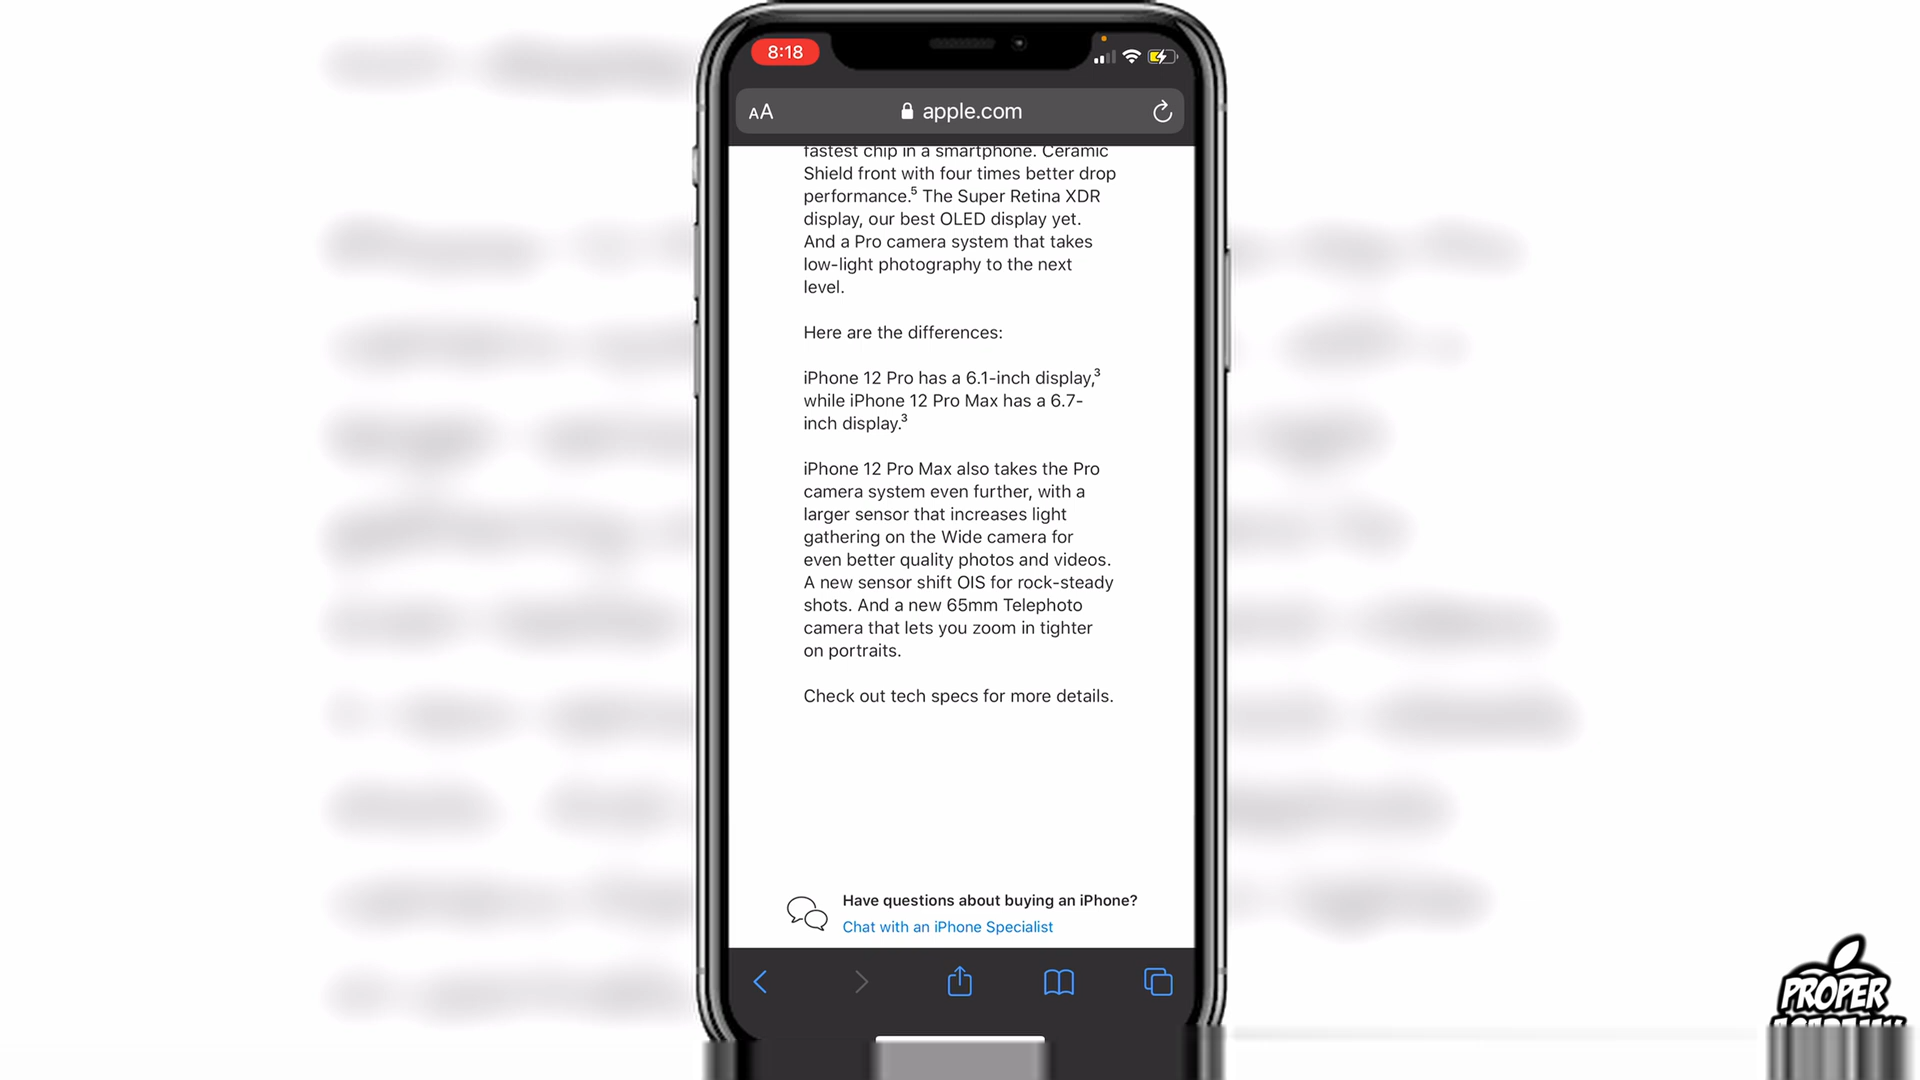 8:18
AA
apple.com
fastest chip in a smartphone. Ceramic
Shield front with four times better drop
performance.⁵ The Super Retina XDR
display, our best OLED display yet.
And a Pro camera system that takes
low-light photography to the next
level.
Here are the differences:
iPhone 12 Pro has a 6.1-inch display,³
while iPhone 12 Pro Max has a 6.7-
inch display.³
iPhone 12 Pro Max also takes the Pro
camera system even further, with a
larger sensor that increases light
gathering on the Wide camera for
even better quality photos and videos.
A new sensor shift OIS for rock-steady
shots. And a new 65mm Telephoto
camera that lets you zoom in tighter
on portraits.
Check out tech specs for more details.
Have questions about buying an iPhone?
Chat with an iPhone Specialist
PROPER